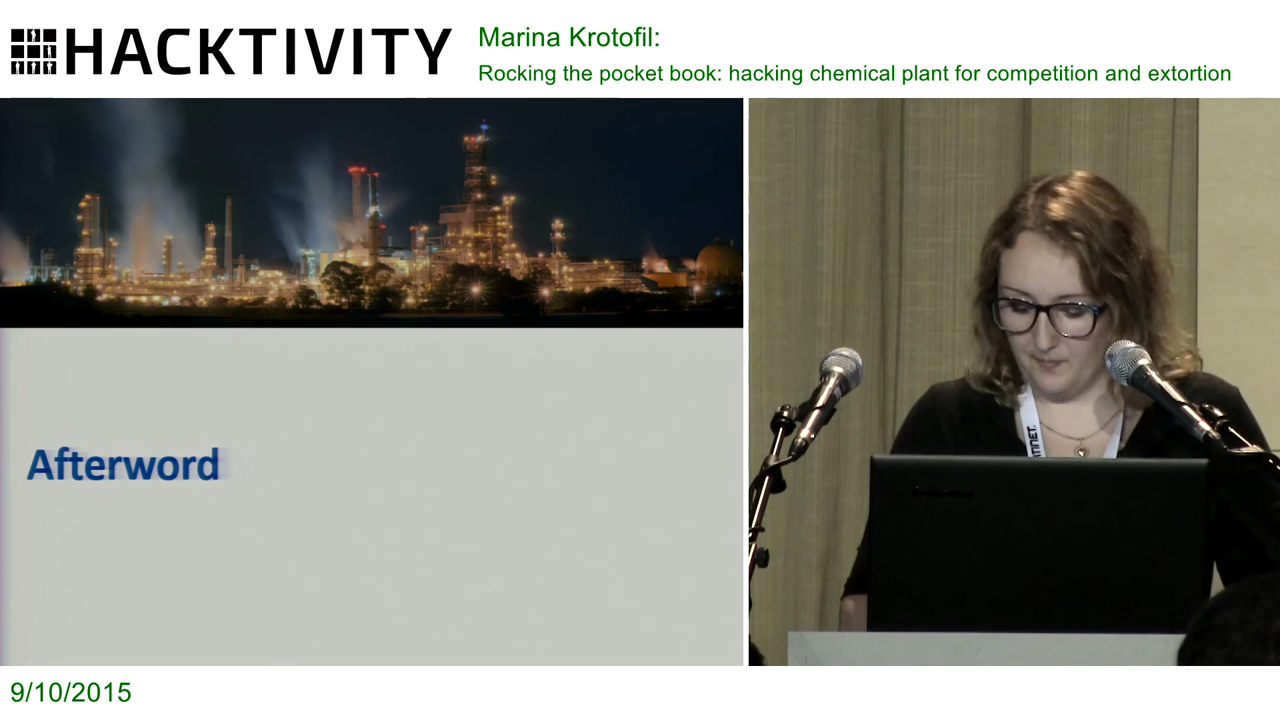 HACKTIVITY
Marina Krotofil:
Rocking the pocket book: hacking chemical plant for competition and extortion
Afterword
9/10/2015